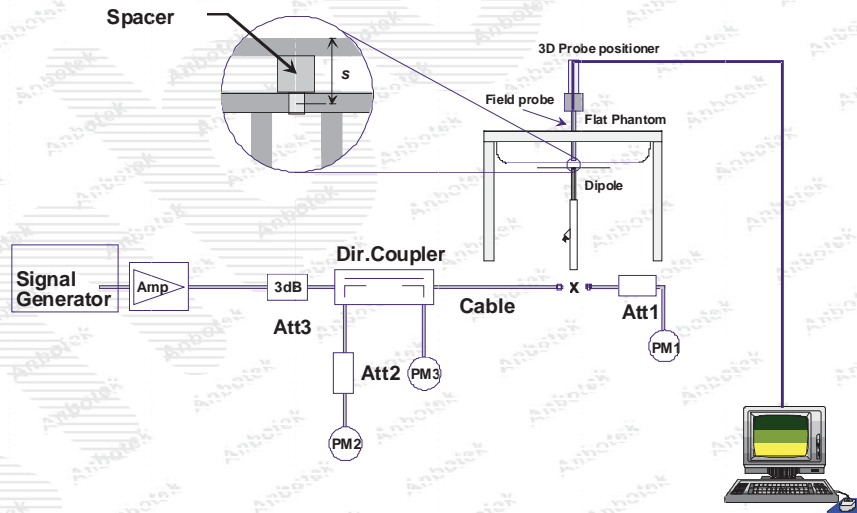 Spacer
s
3D Probe positioner
Field probe
Flat Phantom
Dipole
Signal
Generator
Amp
3dB
Att3
Dir.Coupler
Cable
x
Att1
PM1
Att2
PM3
PM2
Anbotek